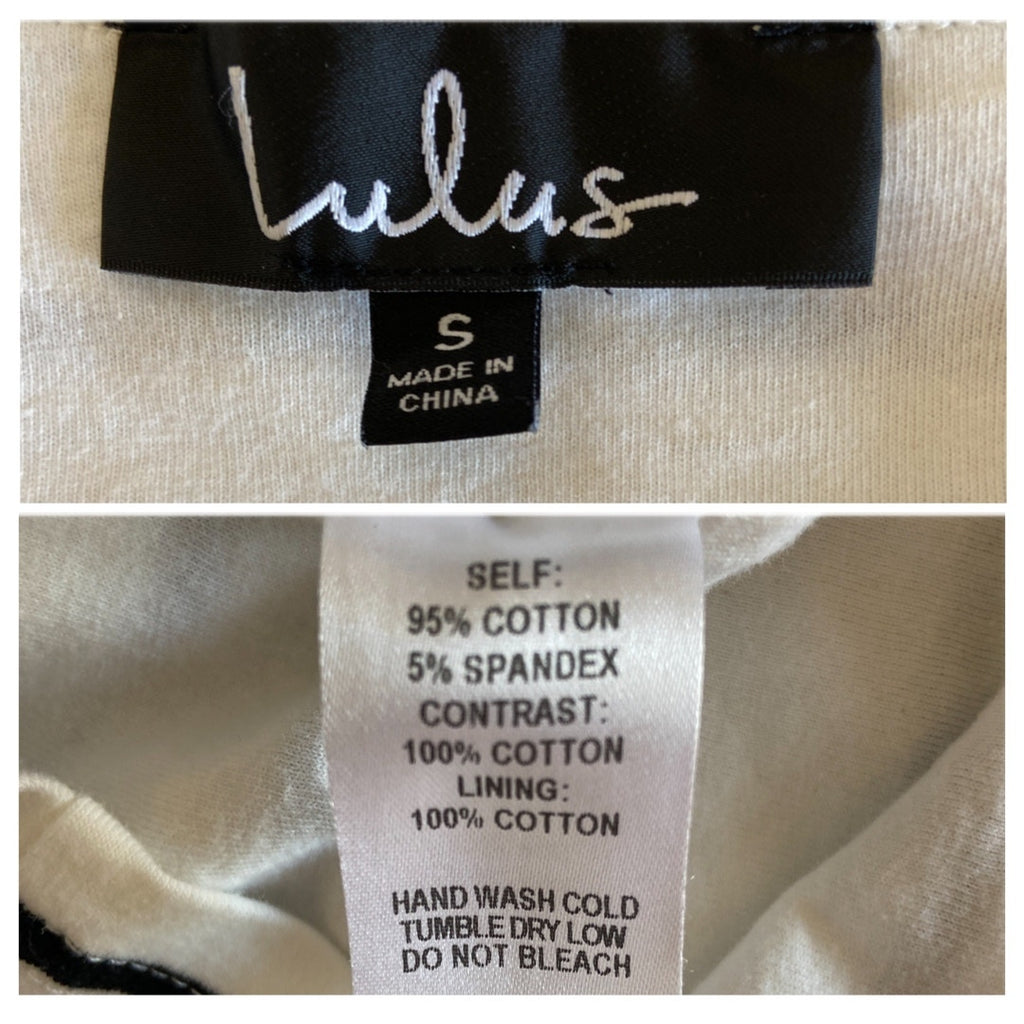 Lulus
S
MADE IN
CHINA
SELF:
95% COTTON
5% SPANDEX
CONTRAST:
100% COTTON
LINING:
100% COTTON
HAND WASH COLD
TUMBLE DRY LOW
DO NOT BLEACH